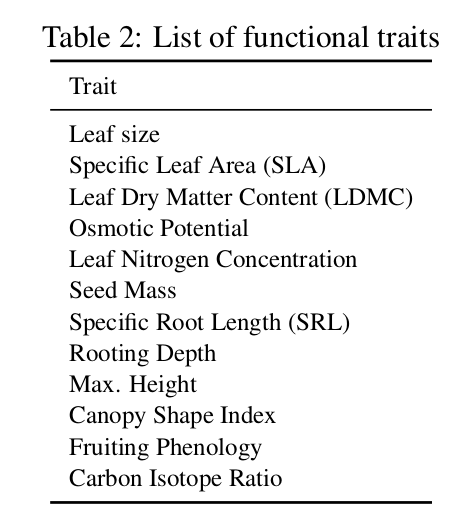 Table 2: List of functional traits
Trait
Leaf size
Specific Leaf Area (SLA)
Leaf Dry Matter Content (LDMC)
Osmotic Potential
Leaf Nitrogen Concentration
Seed Mass
Specific Root Length (SRL)
Rooting Depth
Max. Height
Canopy Shape Index
Fruiting Phenology
Carbon Isotope Ratio